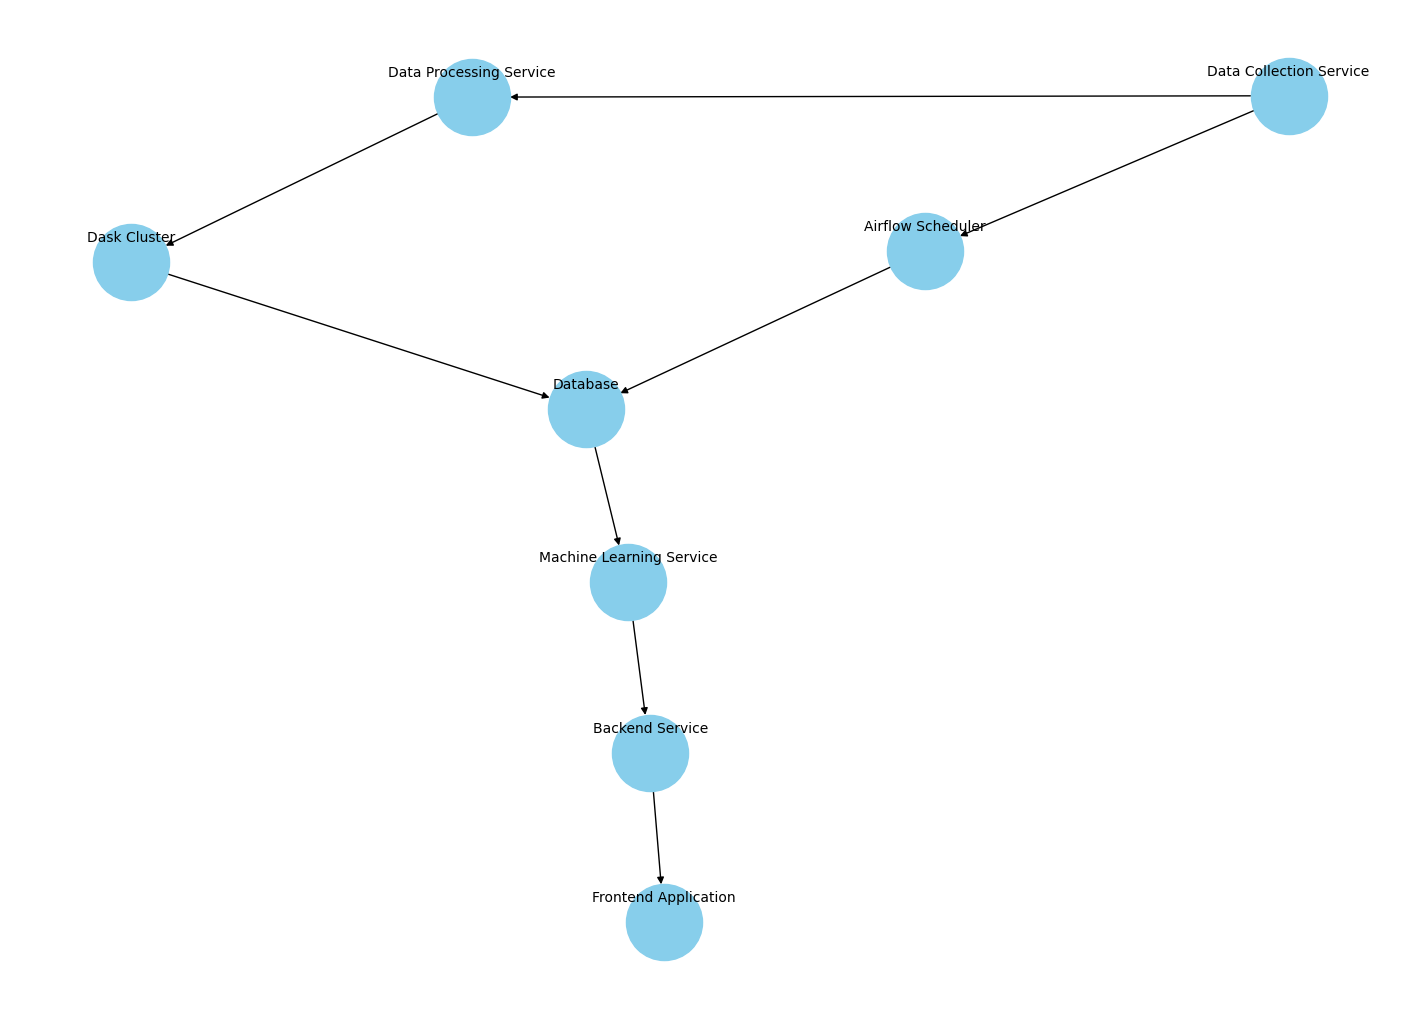 Data Processing Service
Data Collection Service
Airflow Scheduler
Dask Cluster
Database
Machine Learning Service
Backend Service
Frontend Application